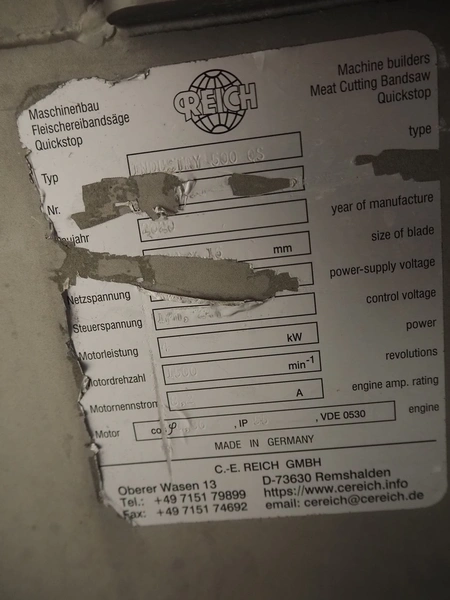 Maschinenbau
Fleischereibandsäge
Quickstop
REICH
Machine builders
Meat Cutting Bandsaw
Quickstop
Typ
type
Nr.
year of manufacture
mm
size of blade
Netzspannung
power-supply voltage
Steuerspannung
control voltage
Motorleistung
kW
power
Motordrehzahl
min⁻¹
revolutions
Motornennstrom
A
engine amp. rating
Motor
cos φ
, IP
, VDE 0530
engine
MADE IN GERMANY
C.-E. REICH GMBH
Oberer Wasen 13
D-73630 Remshalden
Tel.: +49 7151 79899
https://www.cereich.info
Fax: +49 7151 74692
email: cereich@cereich.de